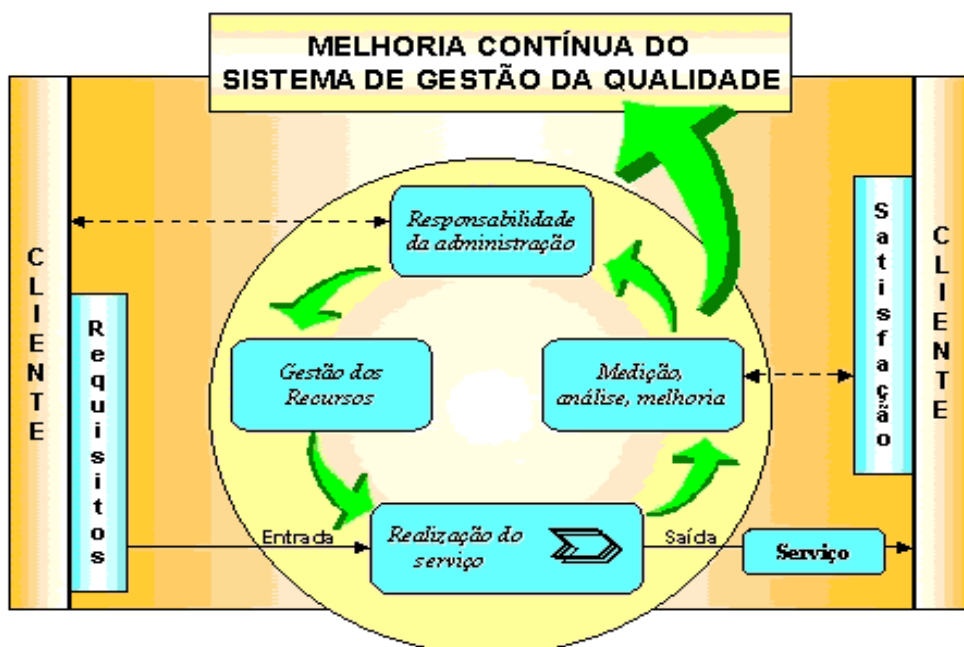 MELHORIA CONTÍNUA DO
SISTEMA DE GESTÃO DA QUALIDADE
CLIENTE
Requisitos
Responsabilidade
da administração
Gestão dos
Recursos
Medição,
análise, melhoria
Entrada
Realização do
serviço
Saída
Serviço
Satisfação
CLIENTE